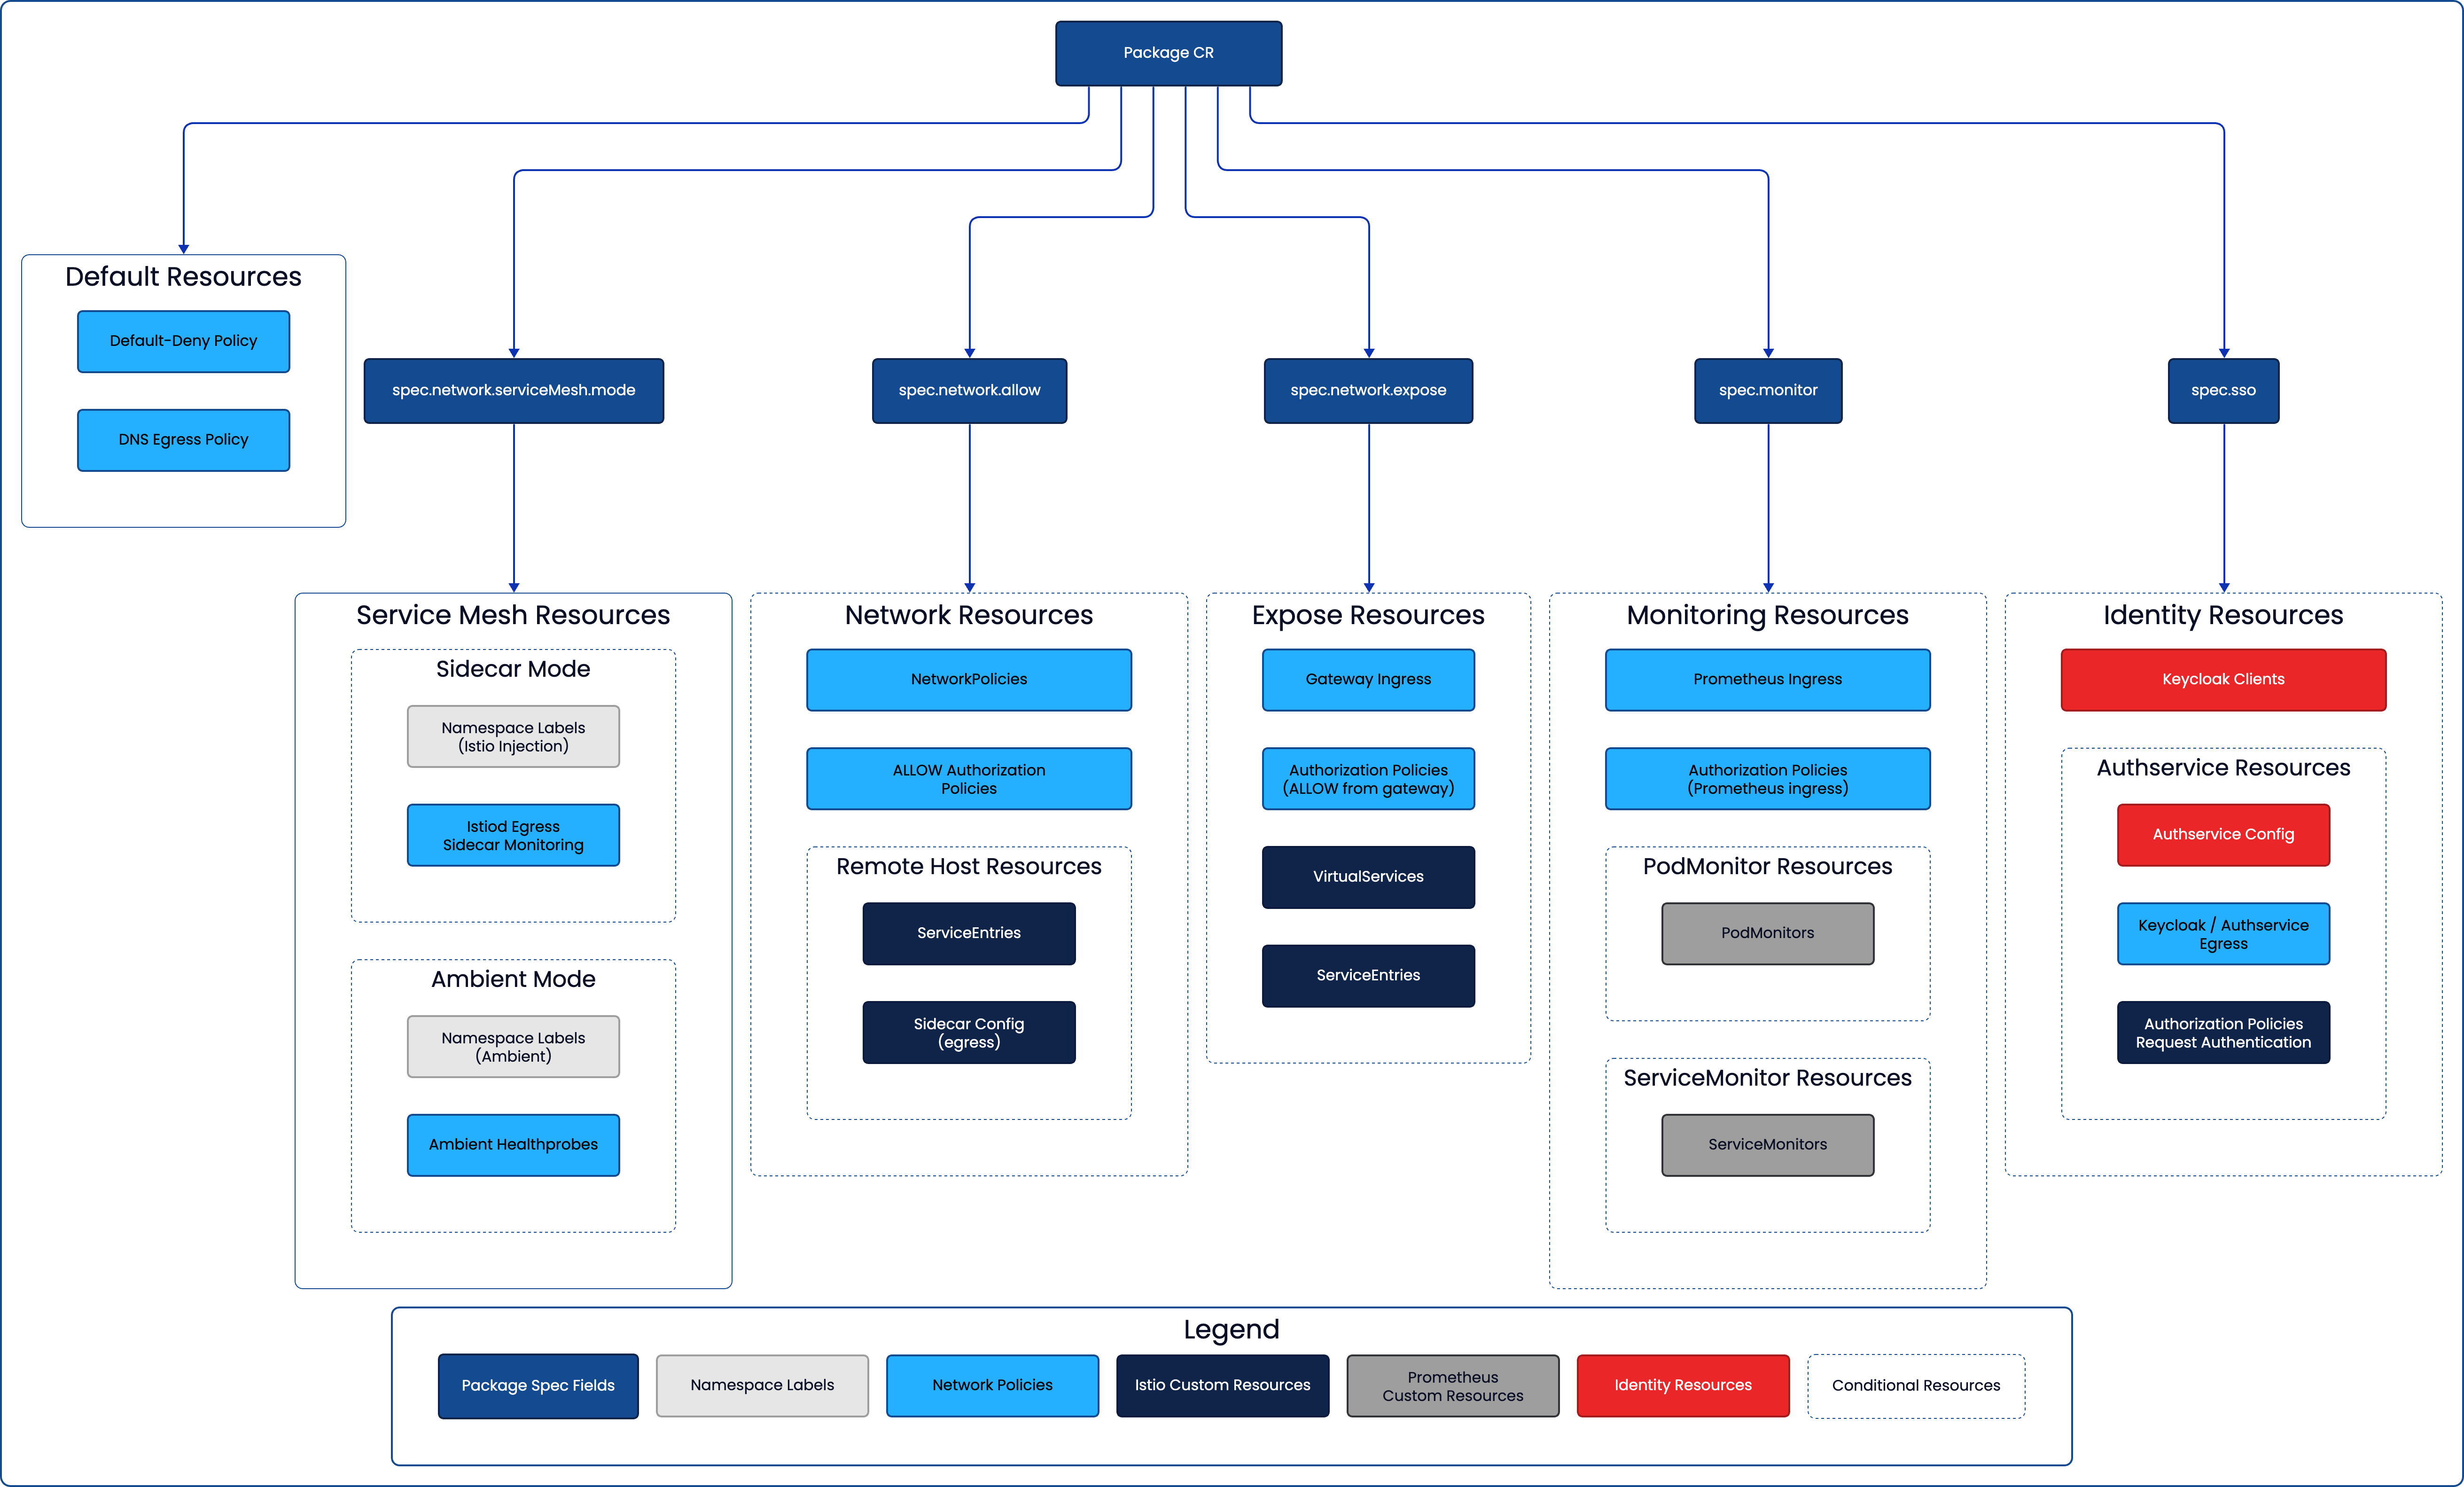 Package CR
Default Resources
Default-Deny Policy
DNS Egress Policy
spec.network.serviceMesh.mode
spec.network.allow
spec.network.expose
spec.monitor
spec.sso
Service Mesh Resources
Sidecar Mode
Namespace Labels
(Istio Injection)
Istiod Egress
Sidecar Monitoring
Ambient Mode
Namespace Labels
(Ambient)
Ambient Healthprobes
Network Resources
NetworkPolicies
ALLOW Authorization
Policies
Remote Host Resources
ServiceEntries
Sidecar Config
(egress)
Expose Resources
Gateway Ingress
Authorization Policies
(ALLOW from gateway)
VirtualServices
ServiceEntries
Monitoring Resources
Prometheus Ingress
Authorization Policies
(Prometheus ingress)
PodMonitor Resources
PodMonitors
ServiceMonitor Resources
ServiceMonitors
Identity Resources
Keycloak Clients
Authservice Resources
Authservice Config
Keycloak / Authservice
Egress
Authorization Policies
Request Authentication
Legend
Package Spec Fields
Namespace Labels
Network Policies
Istio Custom Resources
Prometheus
Custom Resources
Identity Resources
Conditional Resources